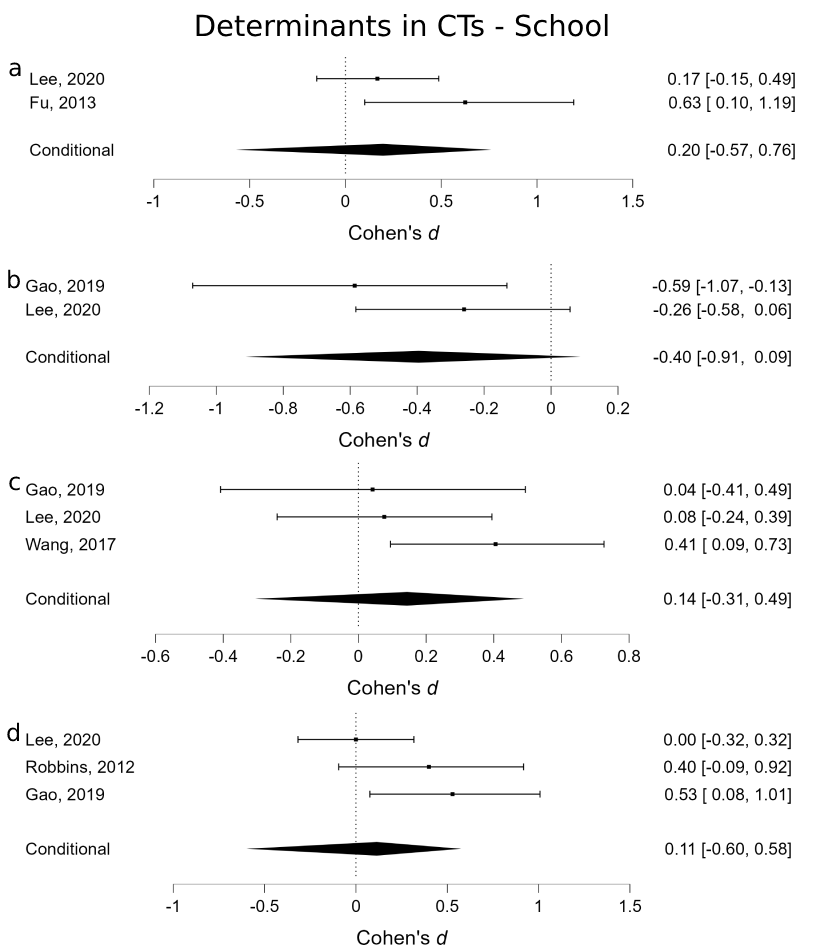 Determinants in CTs - School
a
Lee, 2020 0.17 [-0.15, 0.49]
Fu, 2013 0.63 [ 0.10, 1.19]
Conditional 0.20 [-0.57, 0.76]
-1 -0.5 0 0.5 1 1.5
Cohen's d
b Gao, 2019 -0.59 [-1.07, -0.13]
Lee, 2020 -0.26 [-0.58, 0.06]
Conditional -0.40 [-0.91, 0.09]
-1.2 -1 -0.8 -0.6 -0.4 -0.2 0 0.2
Cohen's d
c Gao, 2019 0.04 [-0.41, 0.49]
Lee, 2020 0.08 [-0.24, 0.39]
Wang, 2017 0.41 [ 0.09, 0.73]
Conditional 0.14 [-0.31, 0.49]
-0.6 -0.4 -0.2 0 0.2 0.4 0.6 0.8
Cohen's d
d Lee, 2020 0.00 [-0.32, 0.32]
Robbins, 2012 0.40 [-0.09, 0.92]
Gao, 2019 0.53 [ 0.08, 1.01]
Conditional 0.11 [-0.60, 0.58]
-1 -0.5 0 0.5 1 1.5
Cohen's d